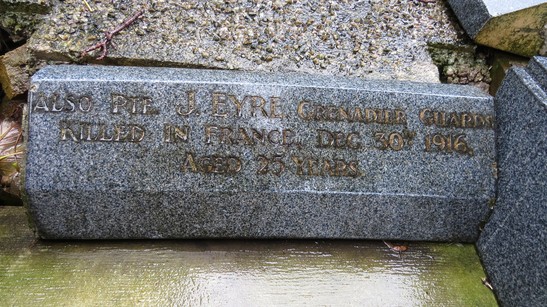 ALSO PTE J. EYRE, GRENADIER GUARDS
KILLED IN FRANCE, DEC. 30TH 1916,
AGED 25 YEARS.